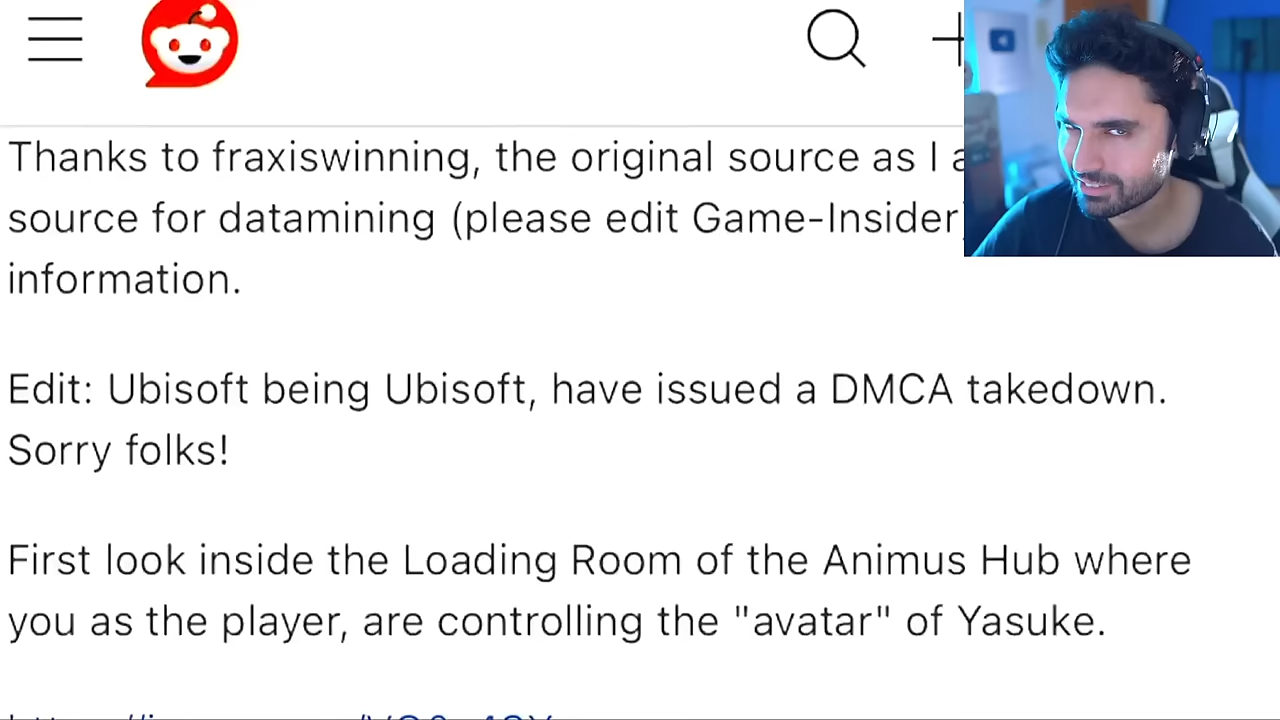 Thanks to fraxiswinning, the original source as I a
source for datamining (please edit Game-Insider
information.
Edit: Ubisoft being Ubisoft, have issued a DMCA takedown.
Sorry folks!
First look inside the Loading Room of the Animus Hub where
you as the player, are controlling the "avatar" of Yasuke.